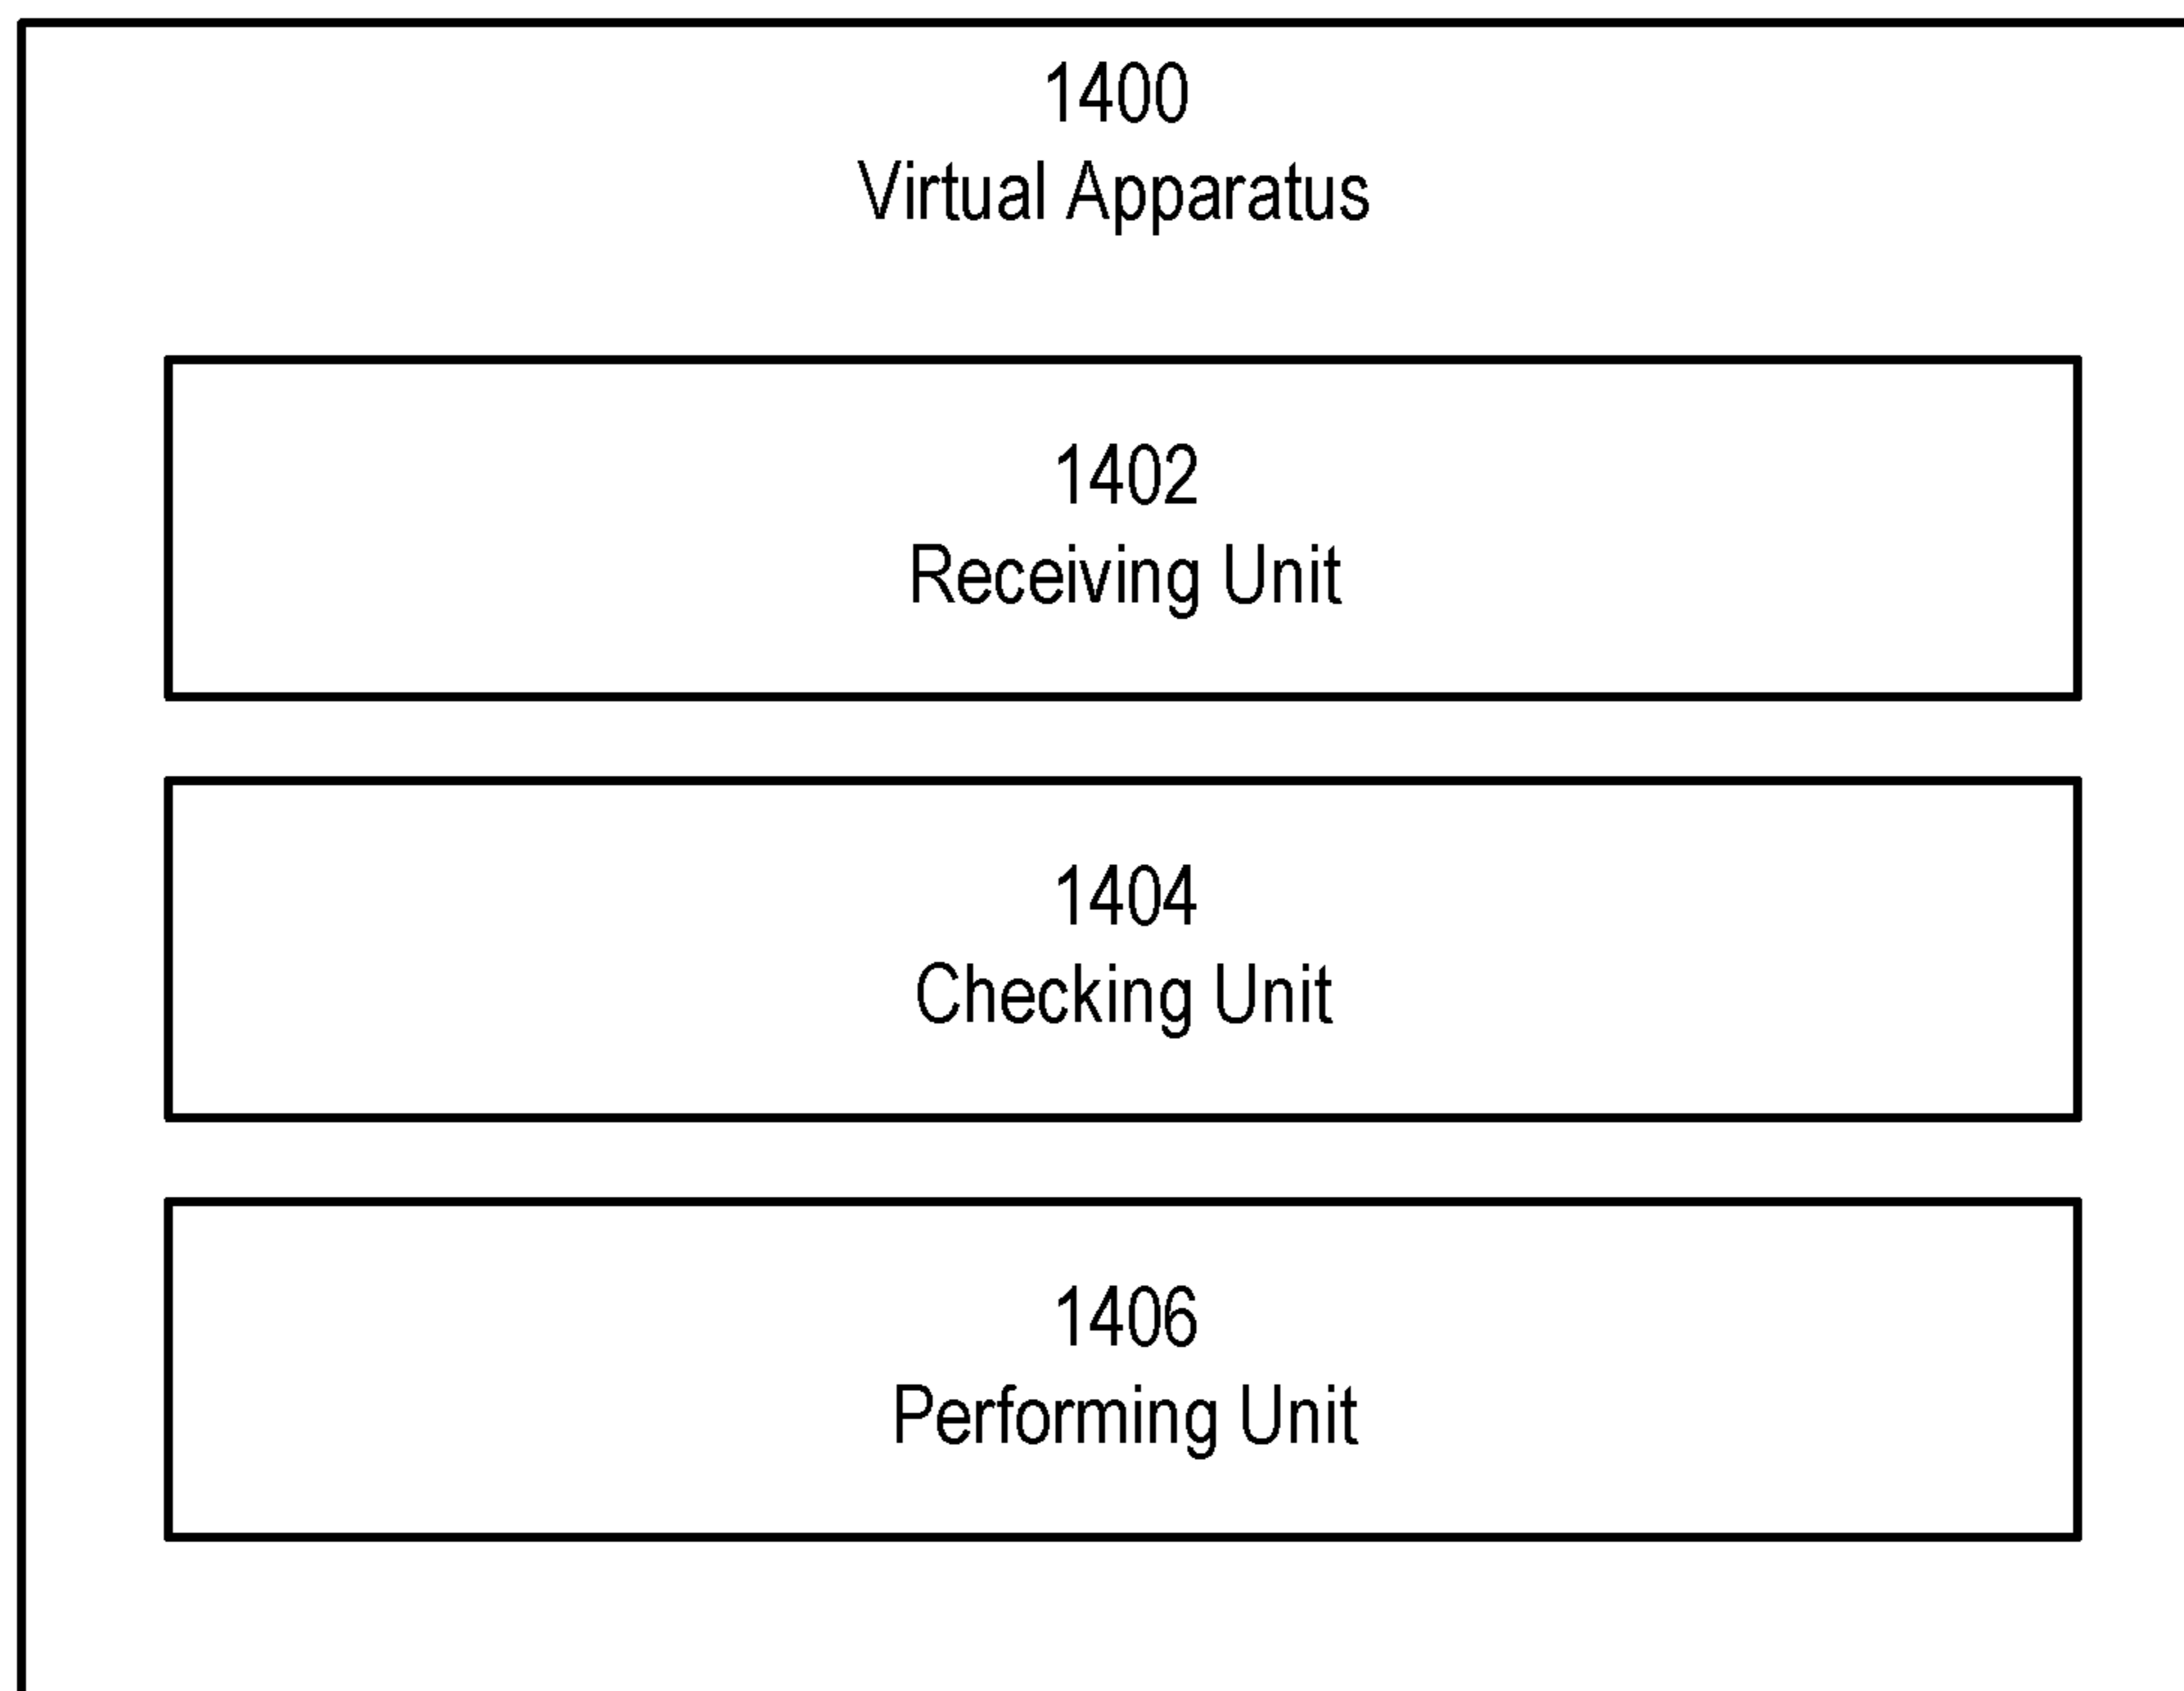 1400
Virtual Apparatus
1402
Receiving Unit
1404
Checking Unit
1406
Performing Unit